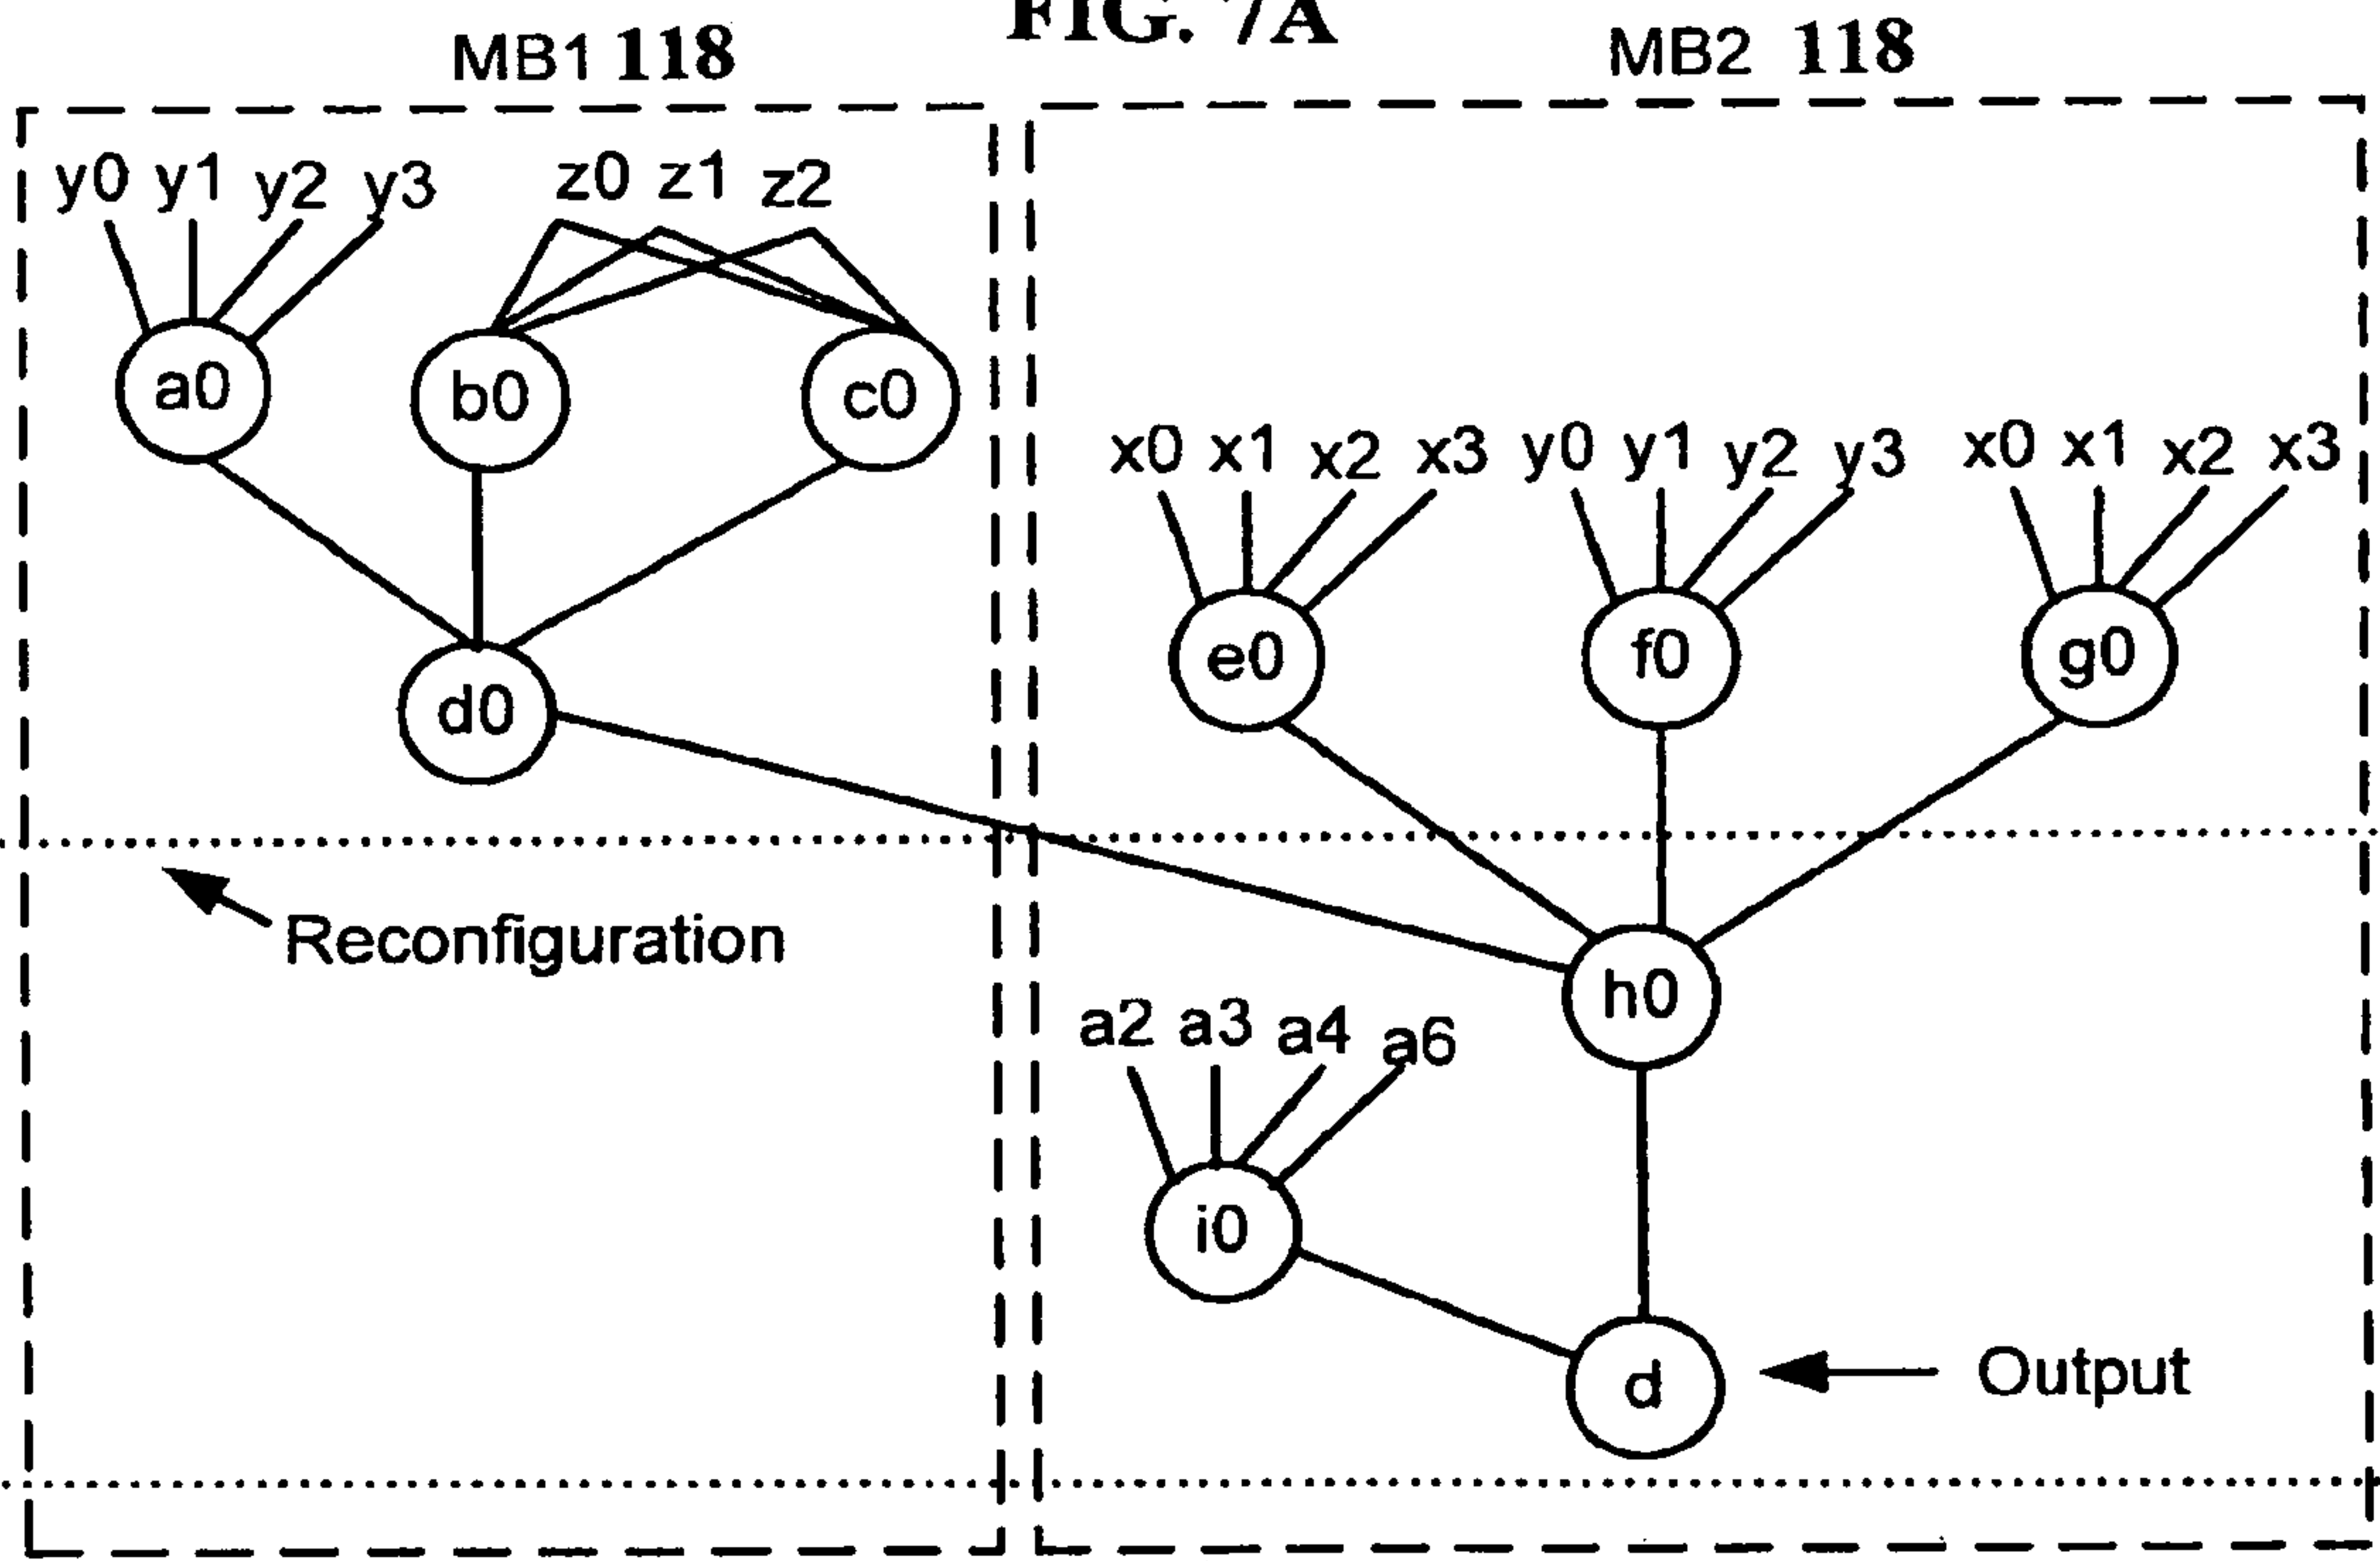 FIG. 7A
MB1 118
MB2 118
y0 y1 y2 y3
z0 z1 z2
a0
b0
c0
x0 x1 x2 x3
y0 y1 y2 y3
x0 x1 x2 x3
e0
f0
g0
d0
Reconfiguration
h0
a2 a3 a4 a6
i0
d
Output